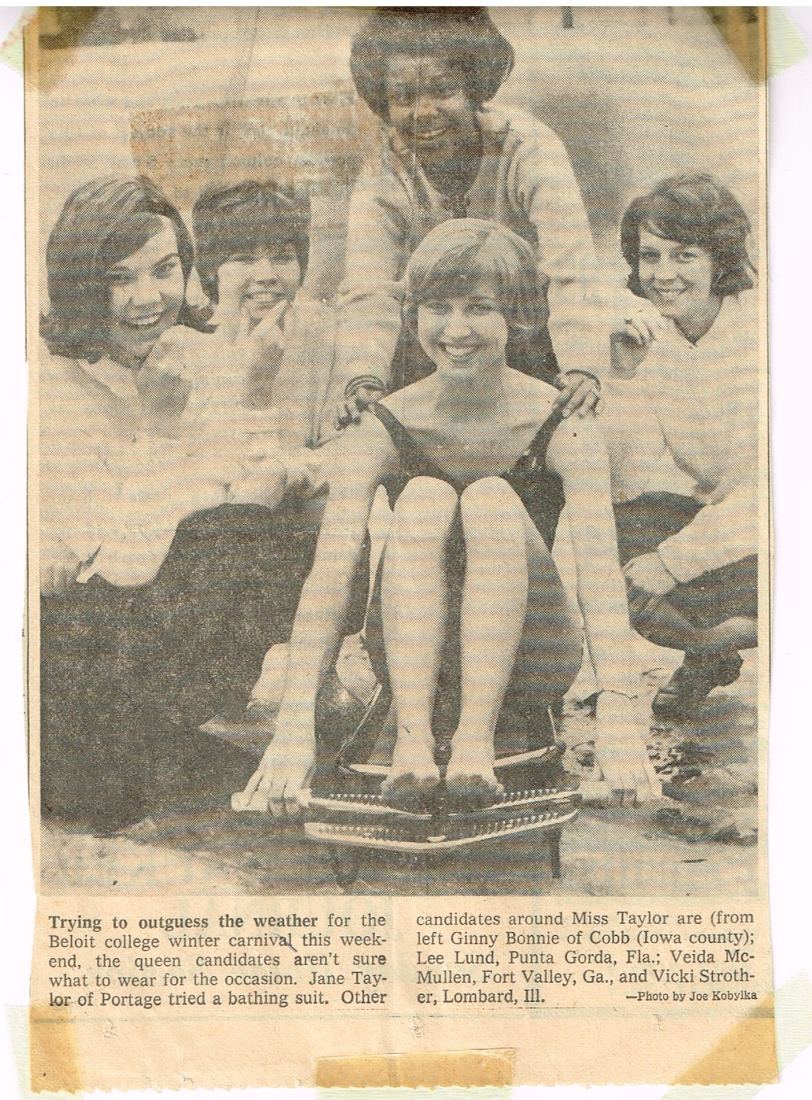 Trying to outguess the weather for the
Beloit college winter carnival this week-
end, the queen candidates aren't sure
what to wear for the occasion. Jane Tay-
lor of Portage tried a bathing suit. Other
candidates around Miss Taylor are (from
left Ginny Bonnie of Cobb (Iowa county);
Lee Lund, Punta Gorda, Fla.; Veida Mc-
Mullen, Fort Valley, Ga., and Vicki Stroth-
er, Lombard, Ill. —Photo by Joe Kobylka